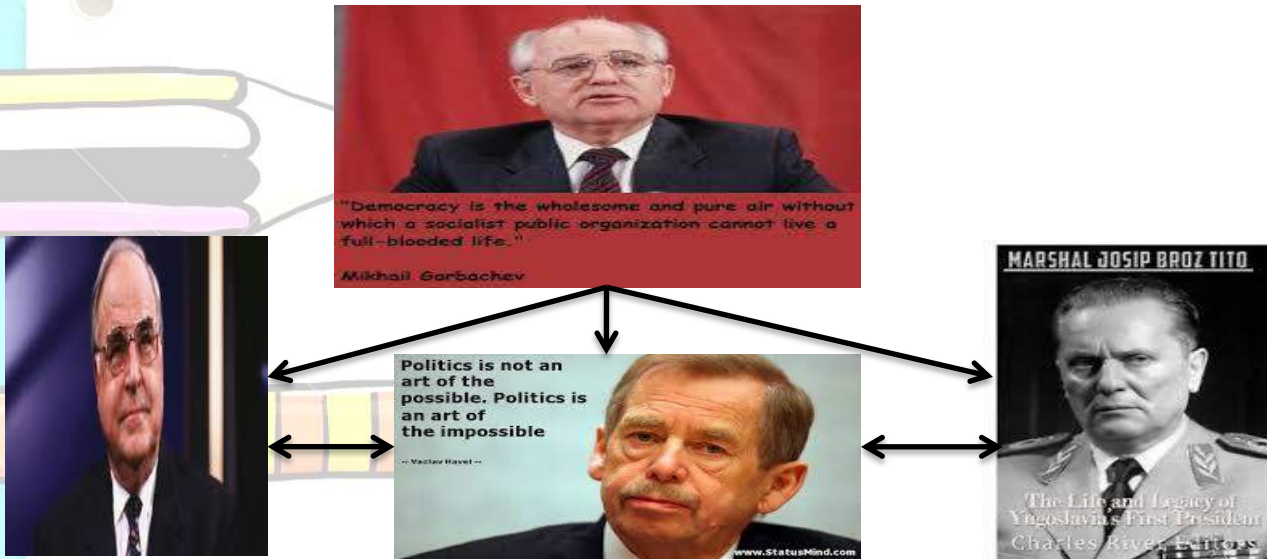 "Democracy is the wholesome and pure air without
which a socialist public organization cannot live a
full-blooded life."
Mikhail Gorbachev
Politics is not an
art of the
possible. Politics is
an art of
the impossible
-- Vaclav Havel --
www.StatusMind.com
MARSHAL JOSIP BROZ TITO
The Life and Legacy of
Yugoslavia's First President
Charles River Editors